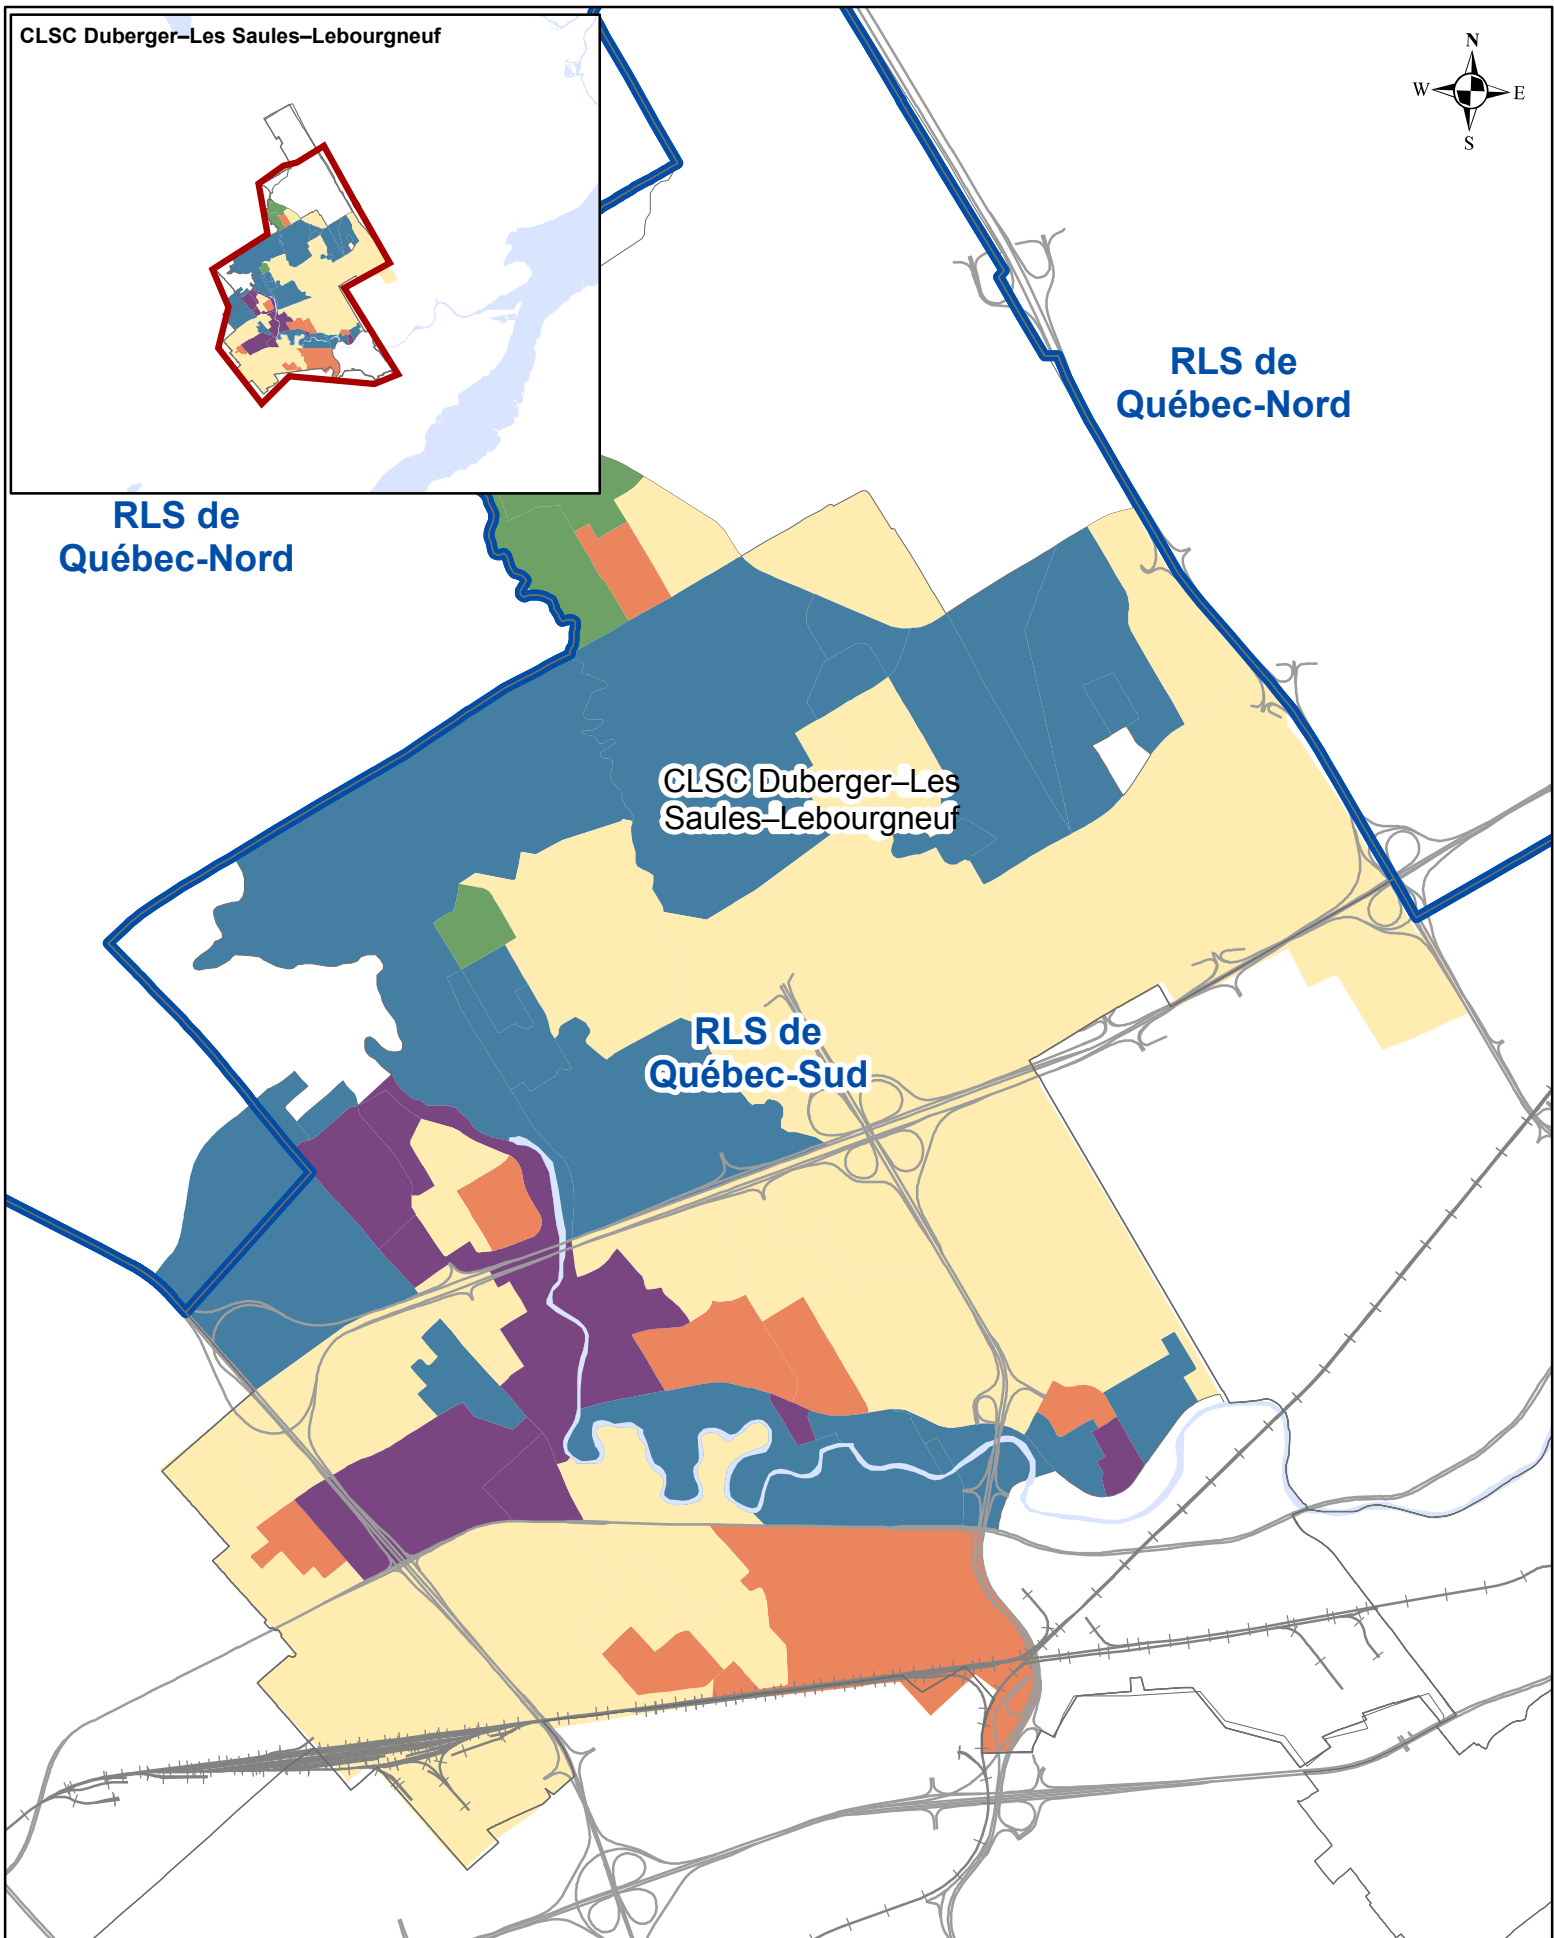 CLSC Duberger–Les Saules–Lebourgneuf
N
W E
S
RLS de
Québec-Nord
RLS de
Québec-Nord
CLSC Duberger–Les
Saules–Lebourgneuf
RLS de
Québec-Sud